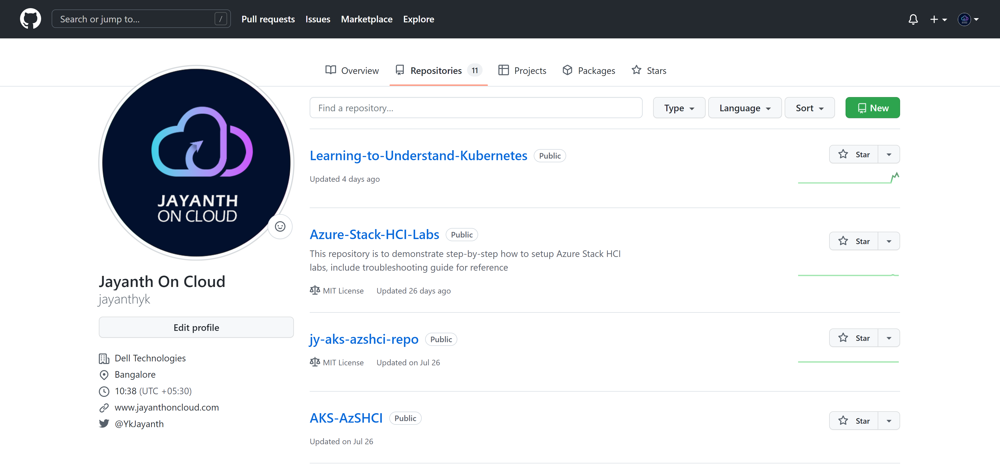 Search or jump to... /
Pull requests
Issues
Marketplace
Explore
Overview
Repositories 11
Projects
Packages
Stars
JAYANTH
ON CLOUD
Jayanth On Cloud
jayanthyk
Edit profile
Dell Technologies
Bangalore
10:38 (UTC +05:30)
www.jayanthoncloud.com
@YkJayanth
Find a repository...
Type
Language
Sort
New
Learning-to-Understand-Kubernetes Public
Star
Updated 4 days ago
Azure-Stack-HCI-Labs Public
Star
This repository is to demonstrate step-by-step how to setup Azure Stack HCI
labs, include troubleshooting guide for reference
MIT License Updated 26 days ago
jy-aks-azshci-repo Public
Star
MIT License Updated on Jul 26
AKS-AzSHCI Public
Star
Updated on Jul 26